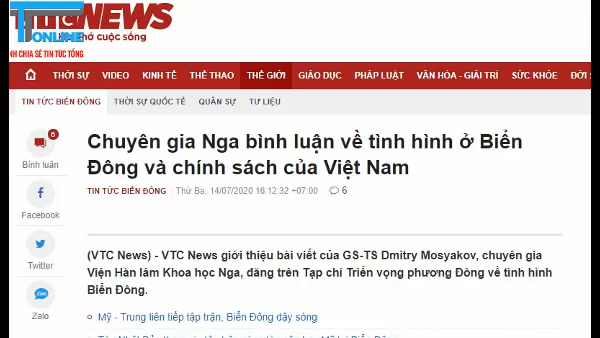 NEWS
TT
ONLINE
hở cuộc sống
NH CHIA SẺ TIN TỨC TỔNG
THỜI SỰ VIDEO KINH TẾ THỂ THAO THẾ GIỚI GIÁO DỤC PHÁP LUẬT VĂN HÓA - GIẢI TRÍ SỨC KHỎE ĐỜI S
TIN TỨC BIỂN ĐÔNG THỜI SỰ QUỐC TẾ QUÂN SỰ TƯ LIỆU
6
Bình luận
Chuyên gia Nga bình luận về tình hình ở Biển
Đông và chính sách của Việt Nam
TIN TỨC BIỂN ĐÔNG Thứ Ba, 14/07/2020 16:12:32 +07:00 6
Facebook
Twitter
Zalo
(VTC News) - VTC News giới thiệu bài viết của GS-TS Dmitry Mosyakov, chuyên gia
Viện Hàn lâm Khoa học Nga, đăng trên Tạp chí Triển vọng phương Đông về tình hình
Biển Đông.
Mỹ - Trung liên tiếp tập trận, Biển Đông dậy sóng